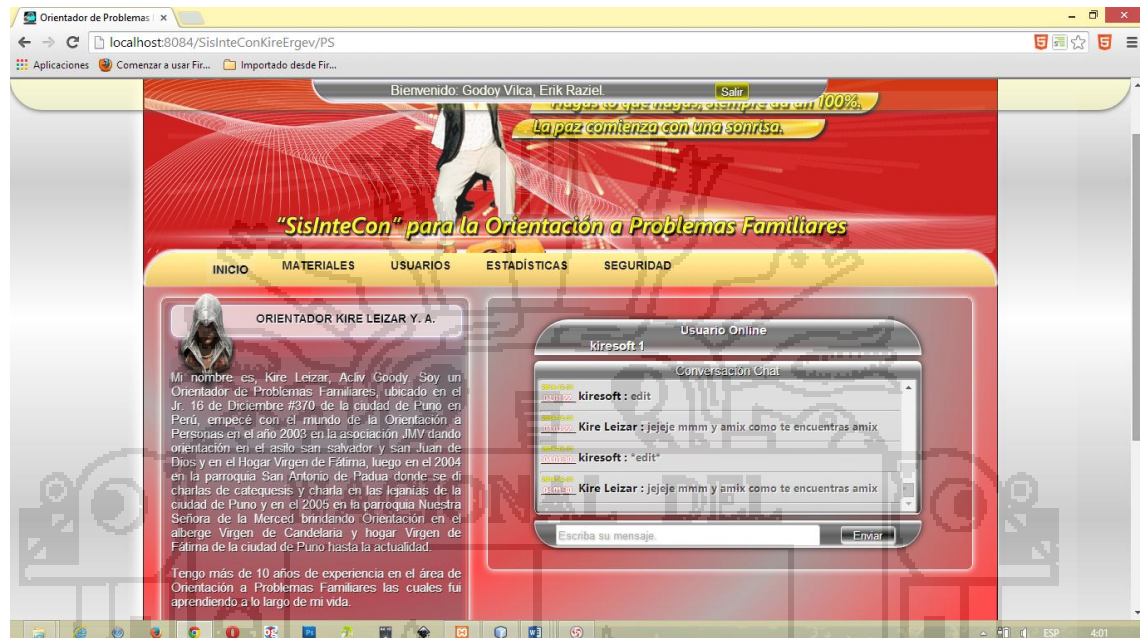 Orientador de Problemas
localhost:8084/SisInteConKireErgev/PS
Aplicaciones Comenzar a usar Fir... Importado desde Fir...
Bienvenido: Godoy Vilca, Erik Raziel. Salir
Hagas lo que hagas, siempre da un 100%.
La paz comienza con una sonrisa.
"SisInteCon" para la Orientación a Problemas Familiares
INICIO MATERIALES USUARIOS ESTADÍSTICAS SEGURIDAD
ORIENTADOR KIRE LEIZAR Y. A.
Mi nombre es, Kire Leizar, Acliv Goody. Soy un
Orientador de Problemas Familiares, ubicado en el
Jr. 16 de Diciembre #370 de la ciudad de Puno en
Perú, empecé con el mundo de la Orientación a
Personas en el año 2003 en la asociación JMV dando
orientación en el asilo san salvador y san Juan de
Dios y en el Hogar Virgen de Fátima, luego en el 2004
en la parroquia San Antonio de Padua donde se di
charlas de catequesis y charla en las lejanías de la
ciudad de Puno y en el 2005 en la parroquia Nuestra
Señora de la Merced brindando Orientación en el
alberge Virgen de Candelaria y hogar Virgen de
Fátima de la ciudad de Puno hasta la actualidad.
Tengo más de 10 años de experiencia en el área de
Orientación a Problemas Familiares las cuales fui
aprendiendo a lo largo de mi vida.
Usuario Online
kiresoft 1
Conversación Chat
kiresoft : edit
Kire Leizar : jejeje mmm y amix como te encuentras amix
kiresoft : *edit*
Kire Leizar : jejeje mmm y amix como te encuentras amix
Escriba su mensaje. Enviar
ESP 4:01